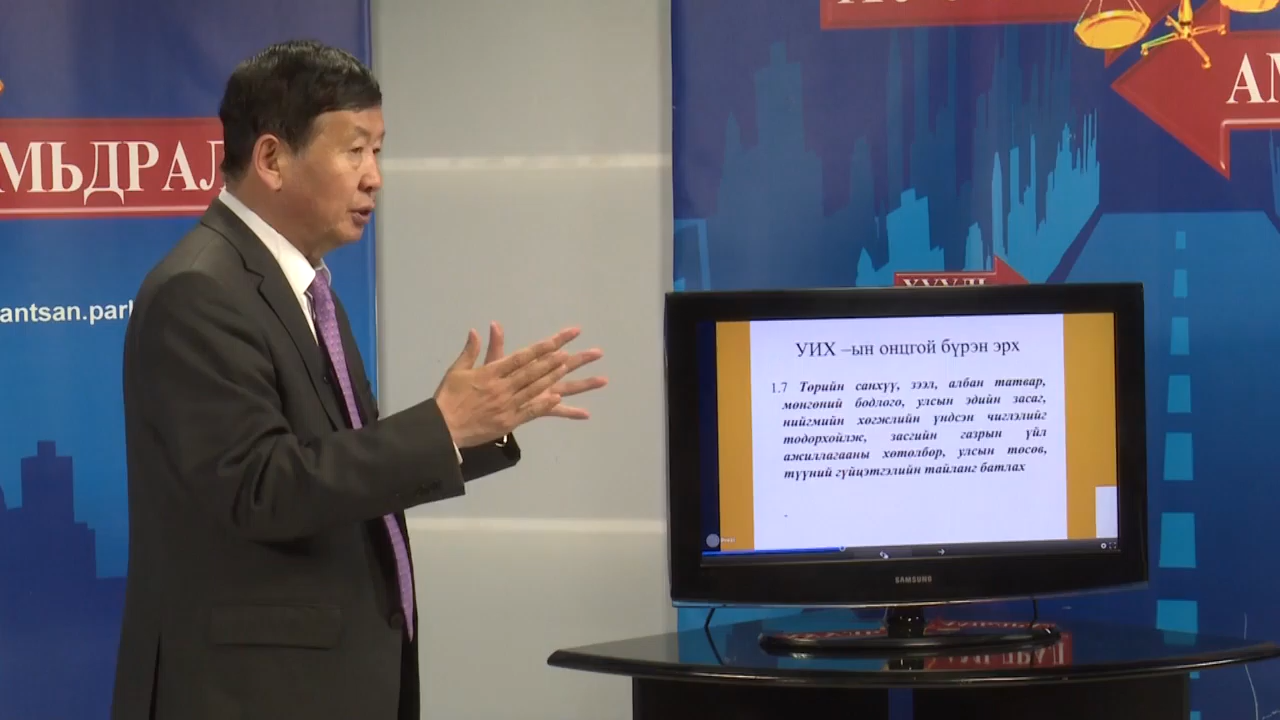 МЬДРАЛ
antsan.parl
АМ
УИХ –ын онцгой бүрэн эрх
1.7 Төрийн санхүү, зээл, албан татвар,
мөнгөний бодлого, улсын эдийн засаг,
нийгмийн хөгжлийн үндсэн чиглэлийг
тодорхойлж, засгийн газрын үйл
ажиллагааны хөтөлбөр, улсын төсөв,
түүний гүйцэтгэлийн тайланг батлах
SAMSUNG